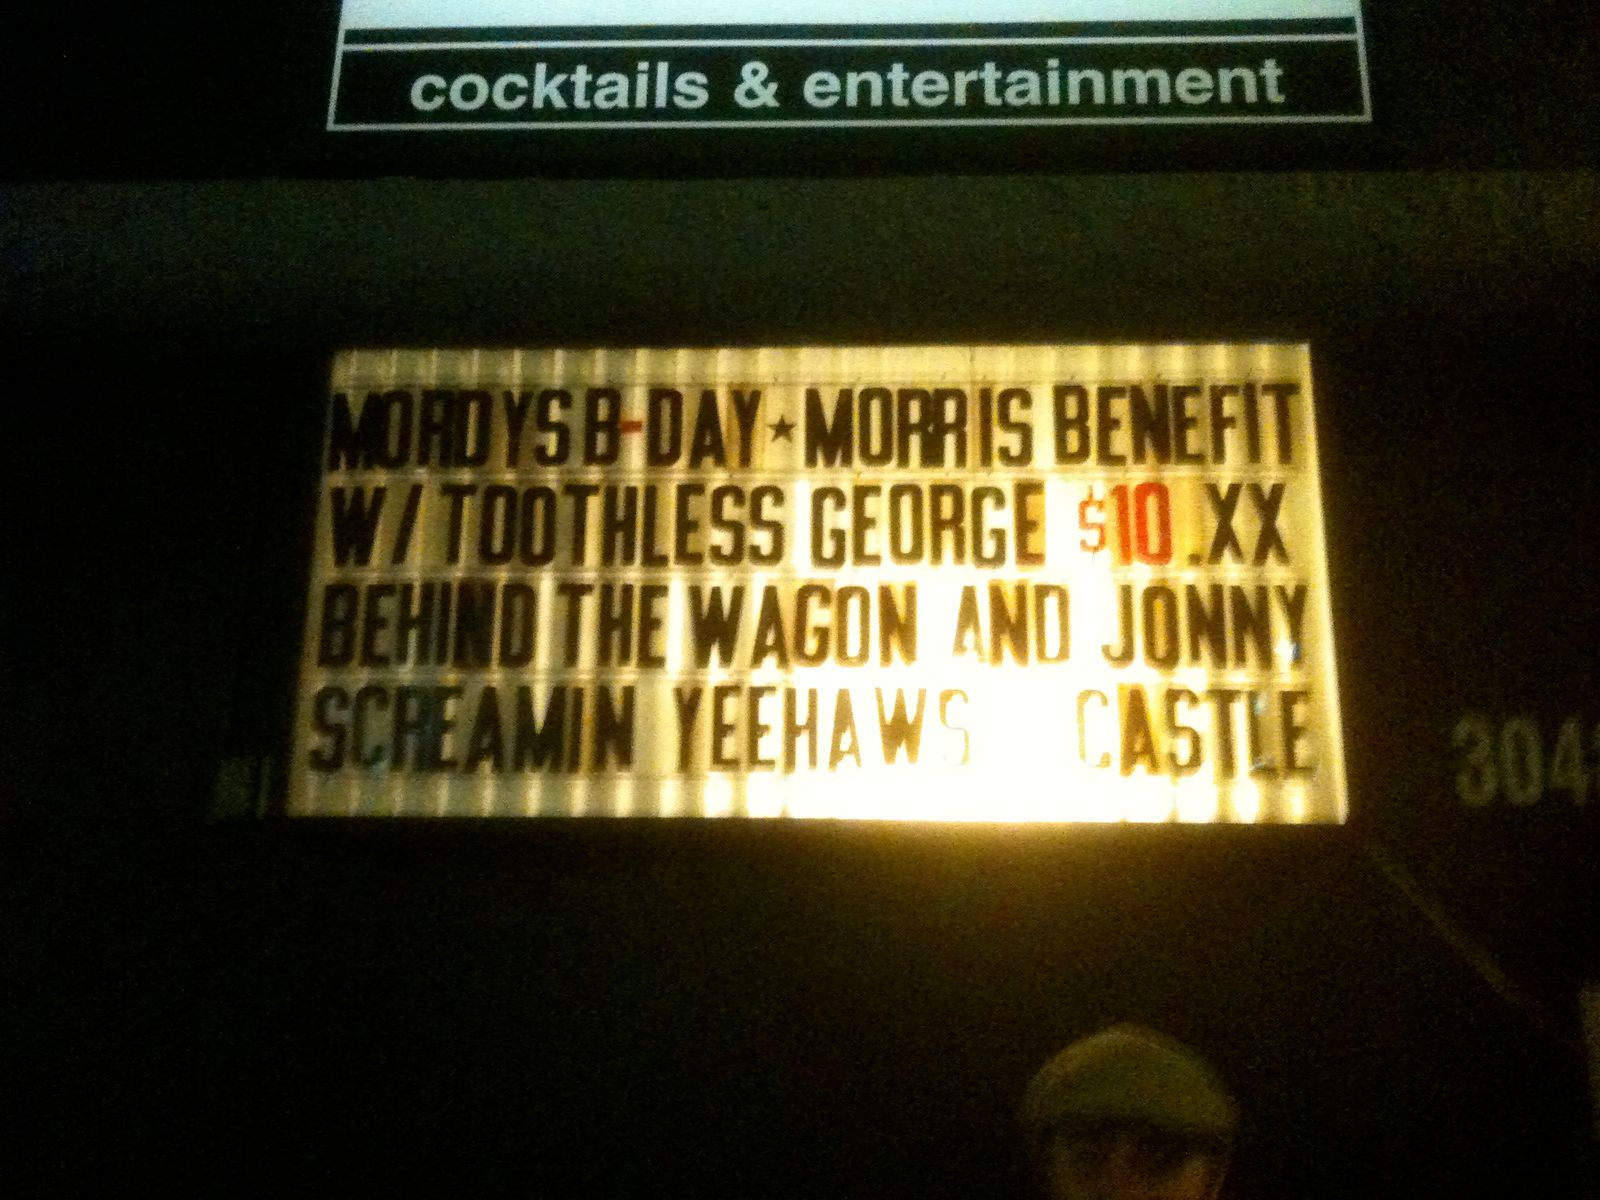 cocktails & entertainment
MORDYS B-DAY ★ MORRIS BENEFIT
W/ TOOTHLESS GEORGE $10.XX
BEHIND THE WAGON AND JONNY
SCREAMIN YEEHAWS CASTLE